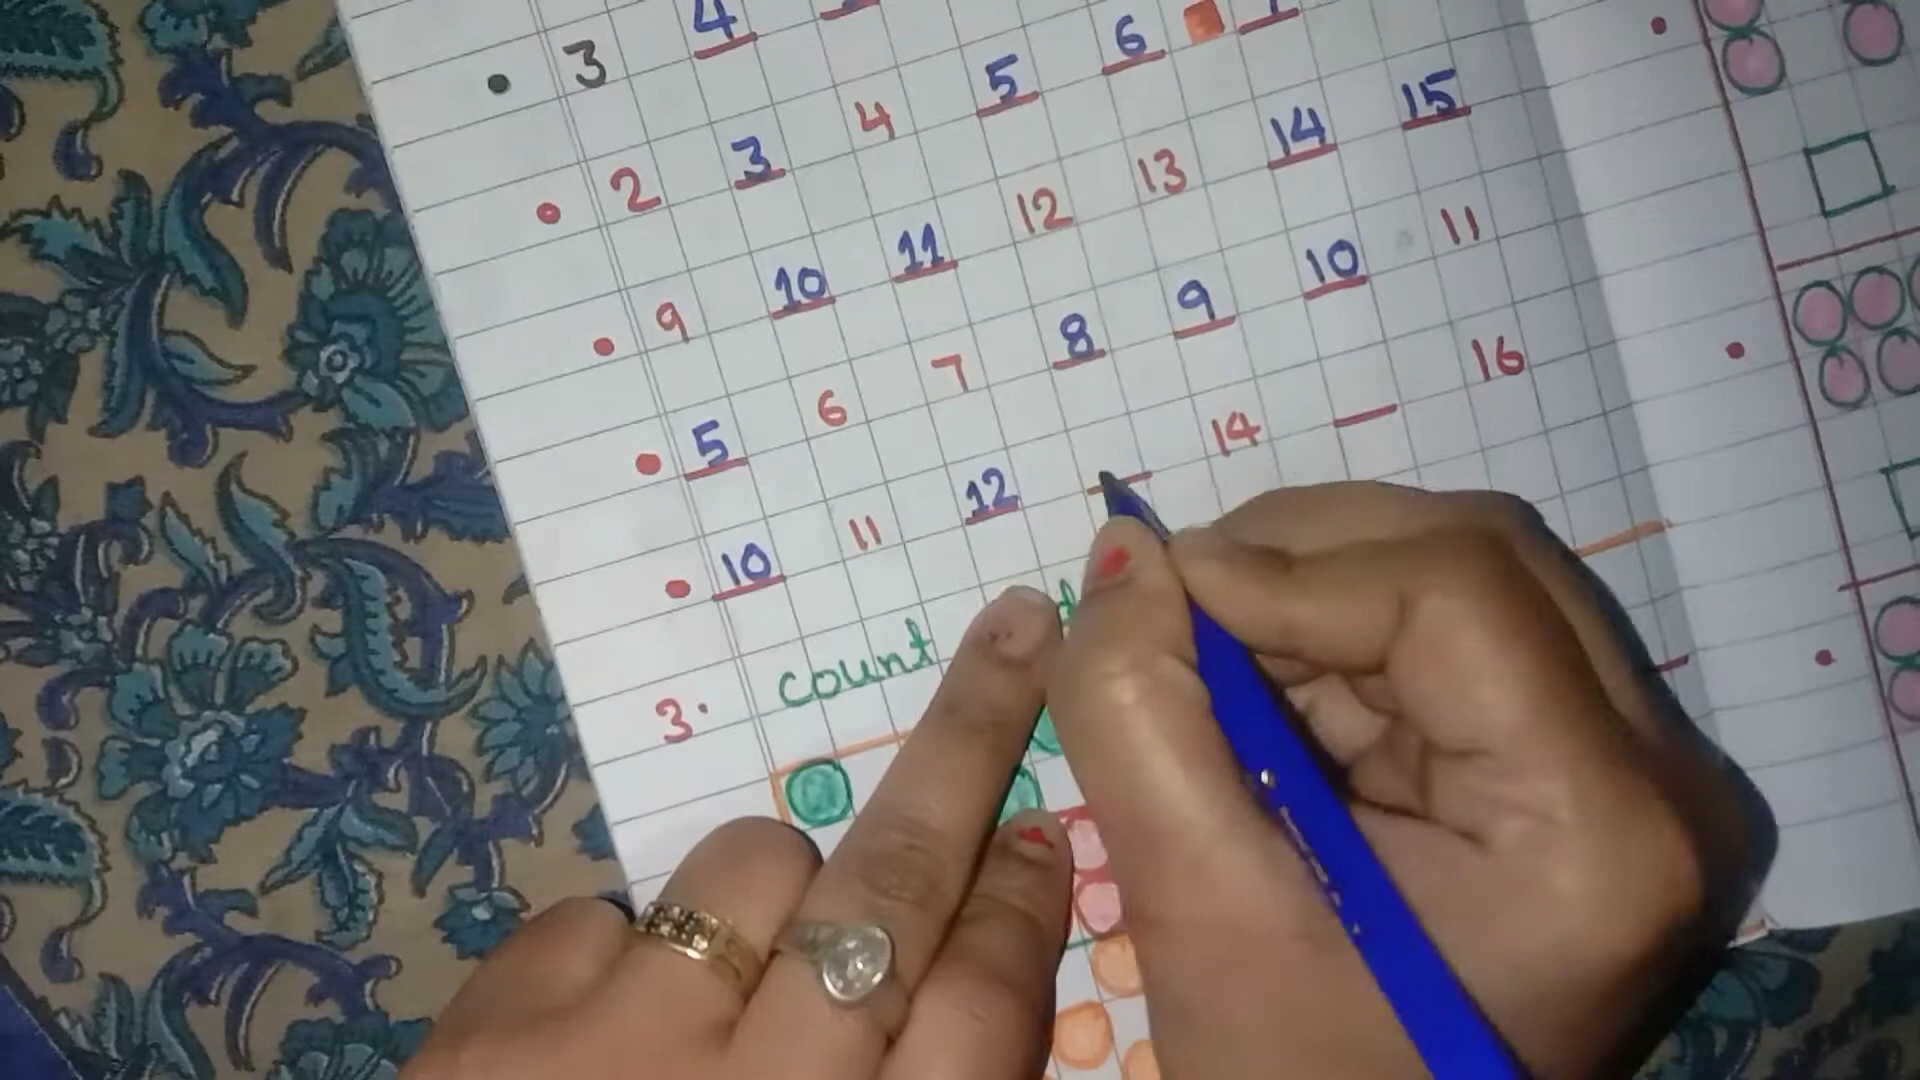 3 4
2 3 4 5 6
9 10 11 12 13 14 15
5 6 7 8 9 10 11
10 11 12 _ 14 _ 16
3. count